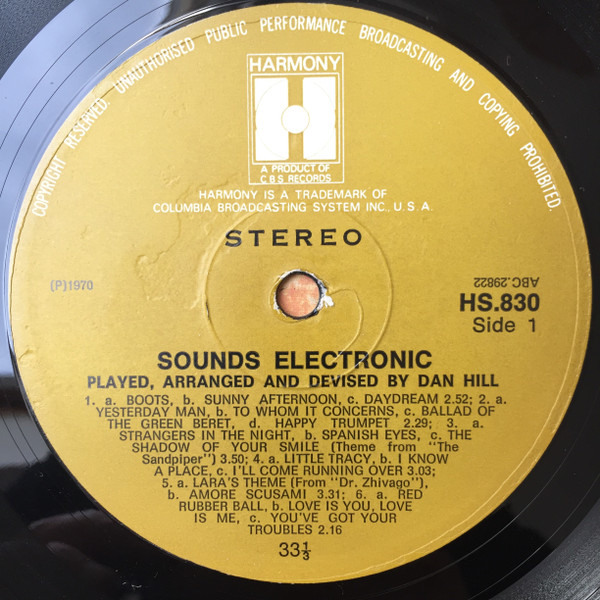 COPYRIGHT RESERVED. UNAUTHORISED PUBLIC PERFORMANCE BROADCASTING AND COPYING PROHIBITED.
HARMONY
H
A PRODUCT OF
CBS RECORDS
HARMONY IS A TRADEMARK OF
COLUMBIA BROADCASTING SYSTEM INC., U.S.A.
STEREO
(P)1970
ABC.29822
HS.830
Side 1
SOUNDS ELECTRONIC
PLAYED, ARRANGED AND DEVISED BY DAN HILL
1. a. BOOTS, b. SUNNY AFTERNOON, c. DAYDREAM 2.52; 2. a.
YESTERDAY MAN, b. TO WHOM IT CONCERNS, c. BALLAD OF
THE GREEN BERET, d. HAPPY TRUMPET 2.29; 3. a.
STRANGERS IN THE NIGHT, b. SPANISH EYES, c. THE
SHADOW OF YOUR SMILE (Theme from "The
Sandpiper") 3.50; 4. a. LITTLE TRACY, b. I KNOW
A PLACE, c. I'LL COME RUNNING OVER 3.03;
5. a. LARA'S THEME (From "Dr. Zhivago"),
b. AMORE SCUSAMI 3.31; 6. a. RED
RUBBER BALL, b. LOVE IS YOU, LOVE
IS ME, c. YOU'VE GOT YOUR
TROUBLES 2.16
33⅓